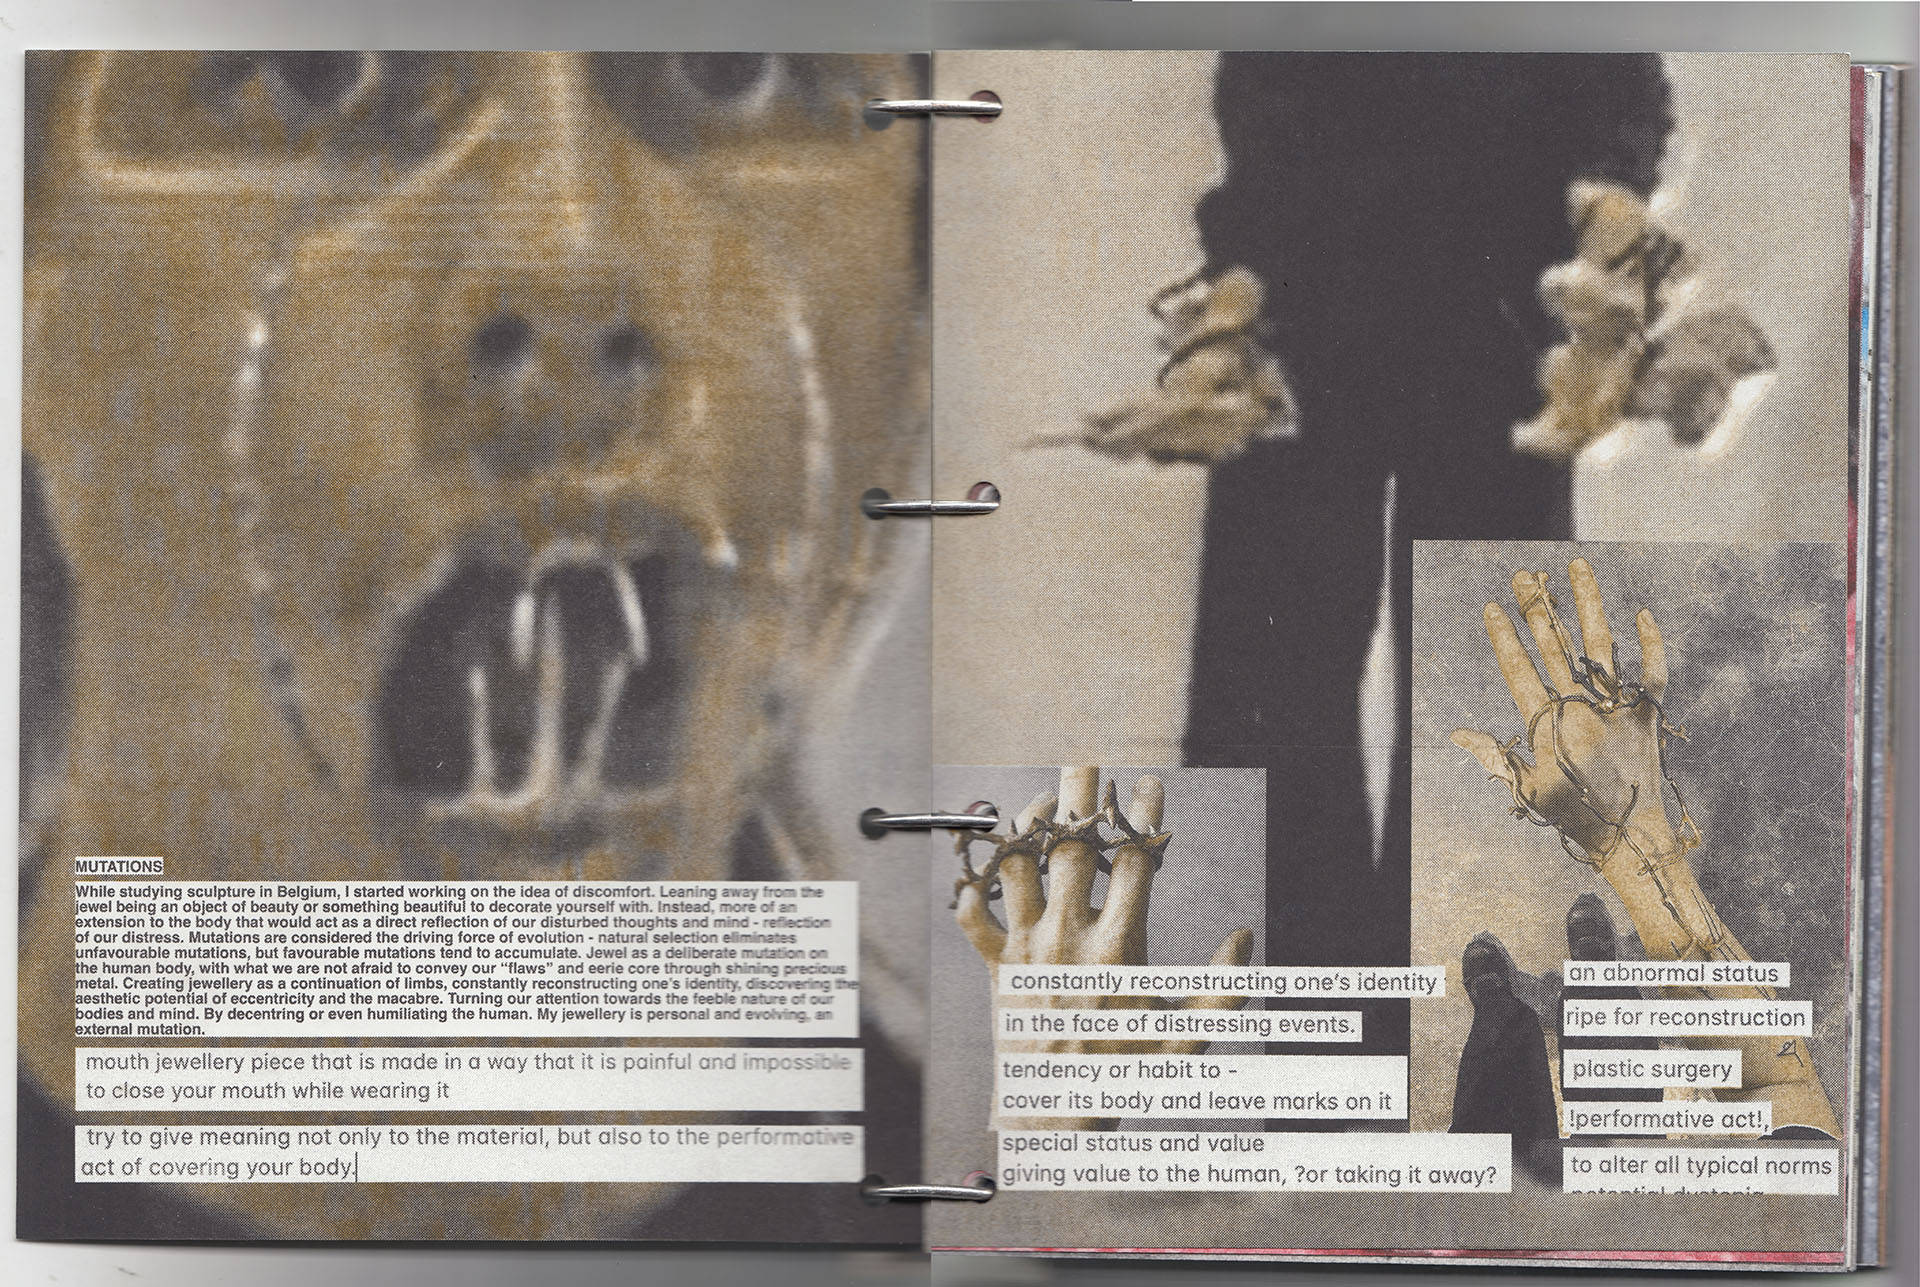 MUTATIONS
While studying sculpture in Belgium, I started working on the idea of discomfort. Leaning away from the
jewel being an object of beauty or something beautiful to decorate yourself with. Instead, more of an
extension to the body that would act as a direct reflection of our disturbed thoughts and mind - reflection
of our distress. Mutations are considered the driving force of evolution - natural selection eliminates
unfavourable mutations, but favourable mutations tend to accumulate. Jewel as a deliberate mutation on
the human body, with what we are not afraid to convey our “flaws” and eerie core through shining precious
metal. Creating jewellery as a continuation of limbs, constantly reconstructing one's identity, discovering the
aesthetic potential of eccentricity and the macabre. Turning our attention towards the feeble nature of our
bodies and mind. By decentring or even humiliating the human. My jewellery is personal and evolving, an
external mutation.
mouth jewellery piece that is made in a way that it is painful and impossible
to close your mouth while wearing it
try to give meaning not only to the material, but also to the performative
act of covering your body.
constantly reconstructing one's identity
in the face of distressing events.
tendency or habit to -
cover its body and leave marks on it
special status and value
giving value to the human, ?or taking it away?
an abnormal status
ripe for reconstruction
plastic surgery
!performative act!,
to alter all typical norms
potential dystopia